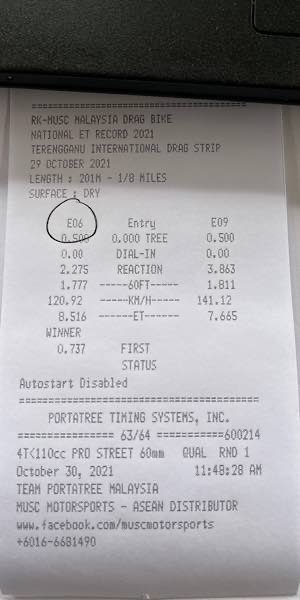 ==========================================
RK-MUSC MALAYSIA DRAG BIKE
NATIONAL ET RECORD 2021
TERENGGANU INTERNATIONAL DRAG STRIP
29 OCTOBER 2021
LENGTH : 201M - 1/8 MILES
SURFACE : DRY
E06 Entry E09
0.500 0.000 TREE 0.500
0.00 DIAL-IN 0.00
2.275 REACTION 3.863
1.777 ------60FT------ 1.811
120.92 ------KM/H------ 141.12
8.516 -------ET------- 7.665
WINNER
0.737 FIRST
STATUS
Autostart Disabled
==========================================
PORTATREE TIMING SYSTEMS, INC.
================ 63/64 ===========600214
4T<110cc PRO STREET 60mm QUAL RND 1
October 30, 2021 11:48:28 AM
TEAM PORTATREE MALAYSIA
MUSC MOTORSPORTS - ASEAN DISTRIBUTOR
www.facebook.com/muscmotorsports
+6016-6681490